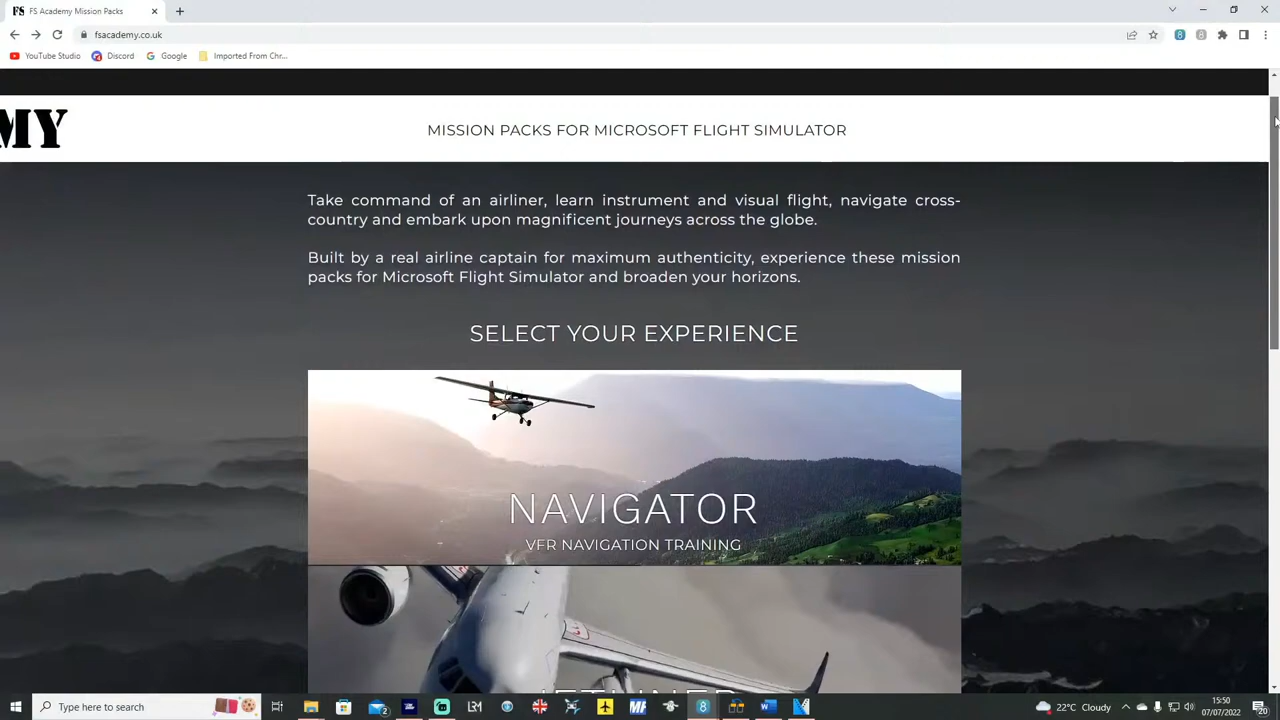 FS FS Academy Mission Packs
fsacademy.co.uk
YouTube Studio Discord Google Imported From Chr...
MY
MISSION PACKS FOR MICROSOFT FLIGHT SIMULATOR
Take command of an airliner, learn instrument and visual flight, navigate cross-
country and embark upon magnificent journeys across the globe.
Built by a real airline captain for maximum authenticity, experience these mission
packs for Microsoft Flight Simulator and broaden your horizons.
SELECT YOUR EXPERIENCE
NAVIGATOR
VFR NAVIGATION TRAINING
JETLINER
Type here to search
22°C Cloudy
15:50
07/07/2022